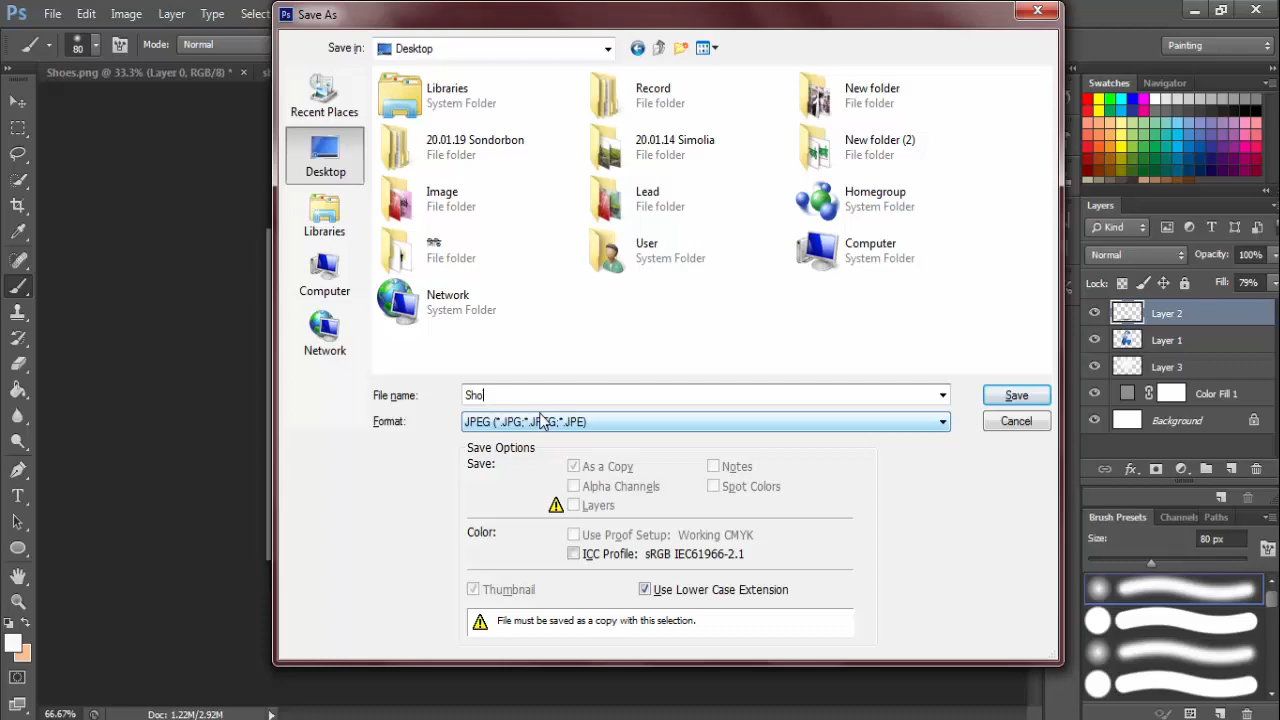 Ps File Edit Image Layer Type Select
Save As
80 Mode: Normal
Painting
Shoes.png @ 33.3% (Layer 0, RGB/8) *
Save in: Desktop
Recent Places
Desktop
Libraries
Computer
Network
Libraries
System Folder
Record
File folder
New folder
File folder
20.01.19 Sondorbon
File folder
20.01.14 Simolia
File folder
New folder (2)
File folder
Image
File folder
Lead
File folder
Homegroup
System Folder
File folder
User
System Folder
Computer
System Folder
Network
System Folder
File name: Sho
Save
Format: JPEG (*.JPG;*.JPEG;*.JPE)
Cancel
Save Options
Save: As a Copy Notes
Alpha Channels Spot Colors
Layers
Color: Use Proof Setup: Working CMYK
ICC Profile: sRGB IEC61966-2.1
Thumbnail Use Lower Case Extension
File must be saved as a copy with this selection.
Swatches Navigator
Layers
Kind
Normal Opacity: 100%
Lock: Fill: 79%
Layer 2
Layer 1
Layer 3
Color Fill 1
Background
fx
Brush Presets Channels Paths
Size: 80 px
66.67% Doc: 1.22M/2.92M